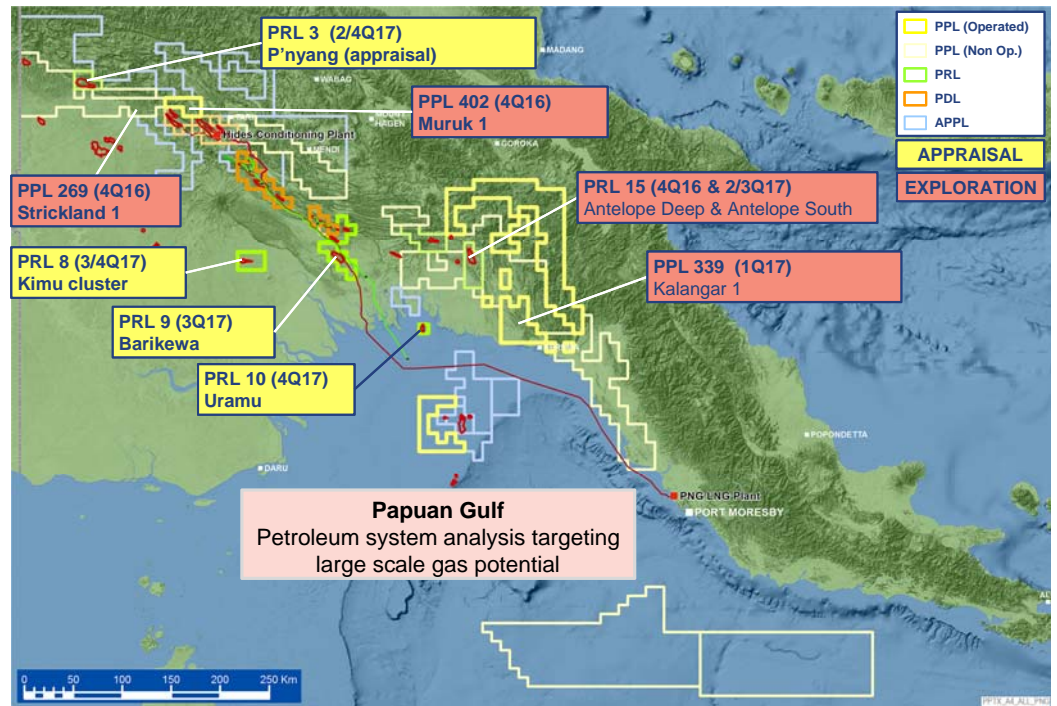 PRL 3 (2/4Q17)
P'nyang (appraisal)
MADANG
WABAG
PPL 402 (4Q16)
Muruk 1
MOUNT
HAGEN
GOROKA
Hides Conditioning Plant
MENDI
PPL 269 (4Q16)
Strickland 1
PRL 15 (4Q16 & 2/3Q17)
Antelope Deep & Antelope South
PRL 8 (3/4Q17)
Kimu cluster
PPL 339 (1Q17)
Kalangar 1
PRL 9 (3Q17)
Barikewa
PRL 10 (4Q17)
Uramu
DARU
POPONDETTA
PNG LNG Plant
PORT MORESBY
Papuan Gulf
Petroleum system analysis targeting
large scale gas potential
PPL (Operated)
PPL (Non Op.)
PRL
PDL
APPL
APPRAISAL
EXPLORATION
0 50 100 150 200 250 Km